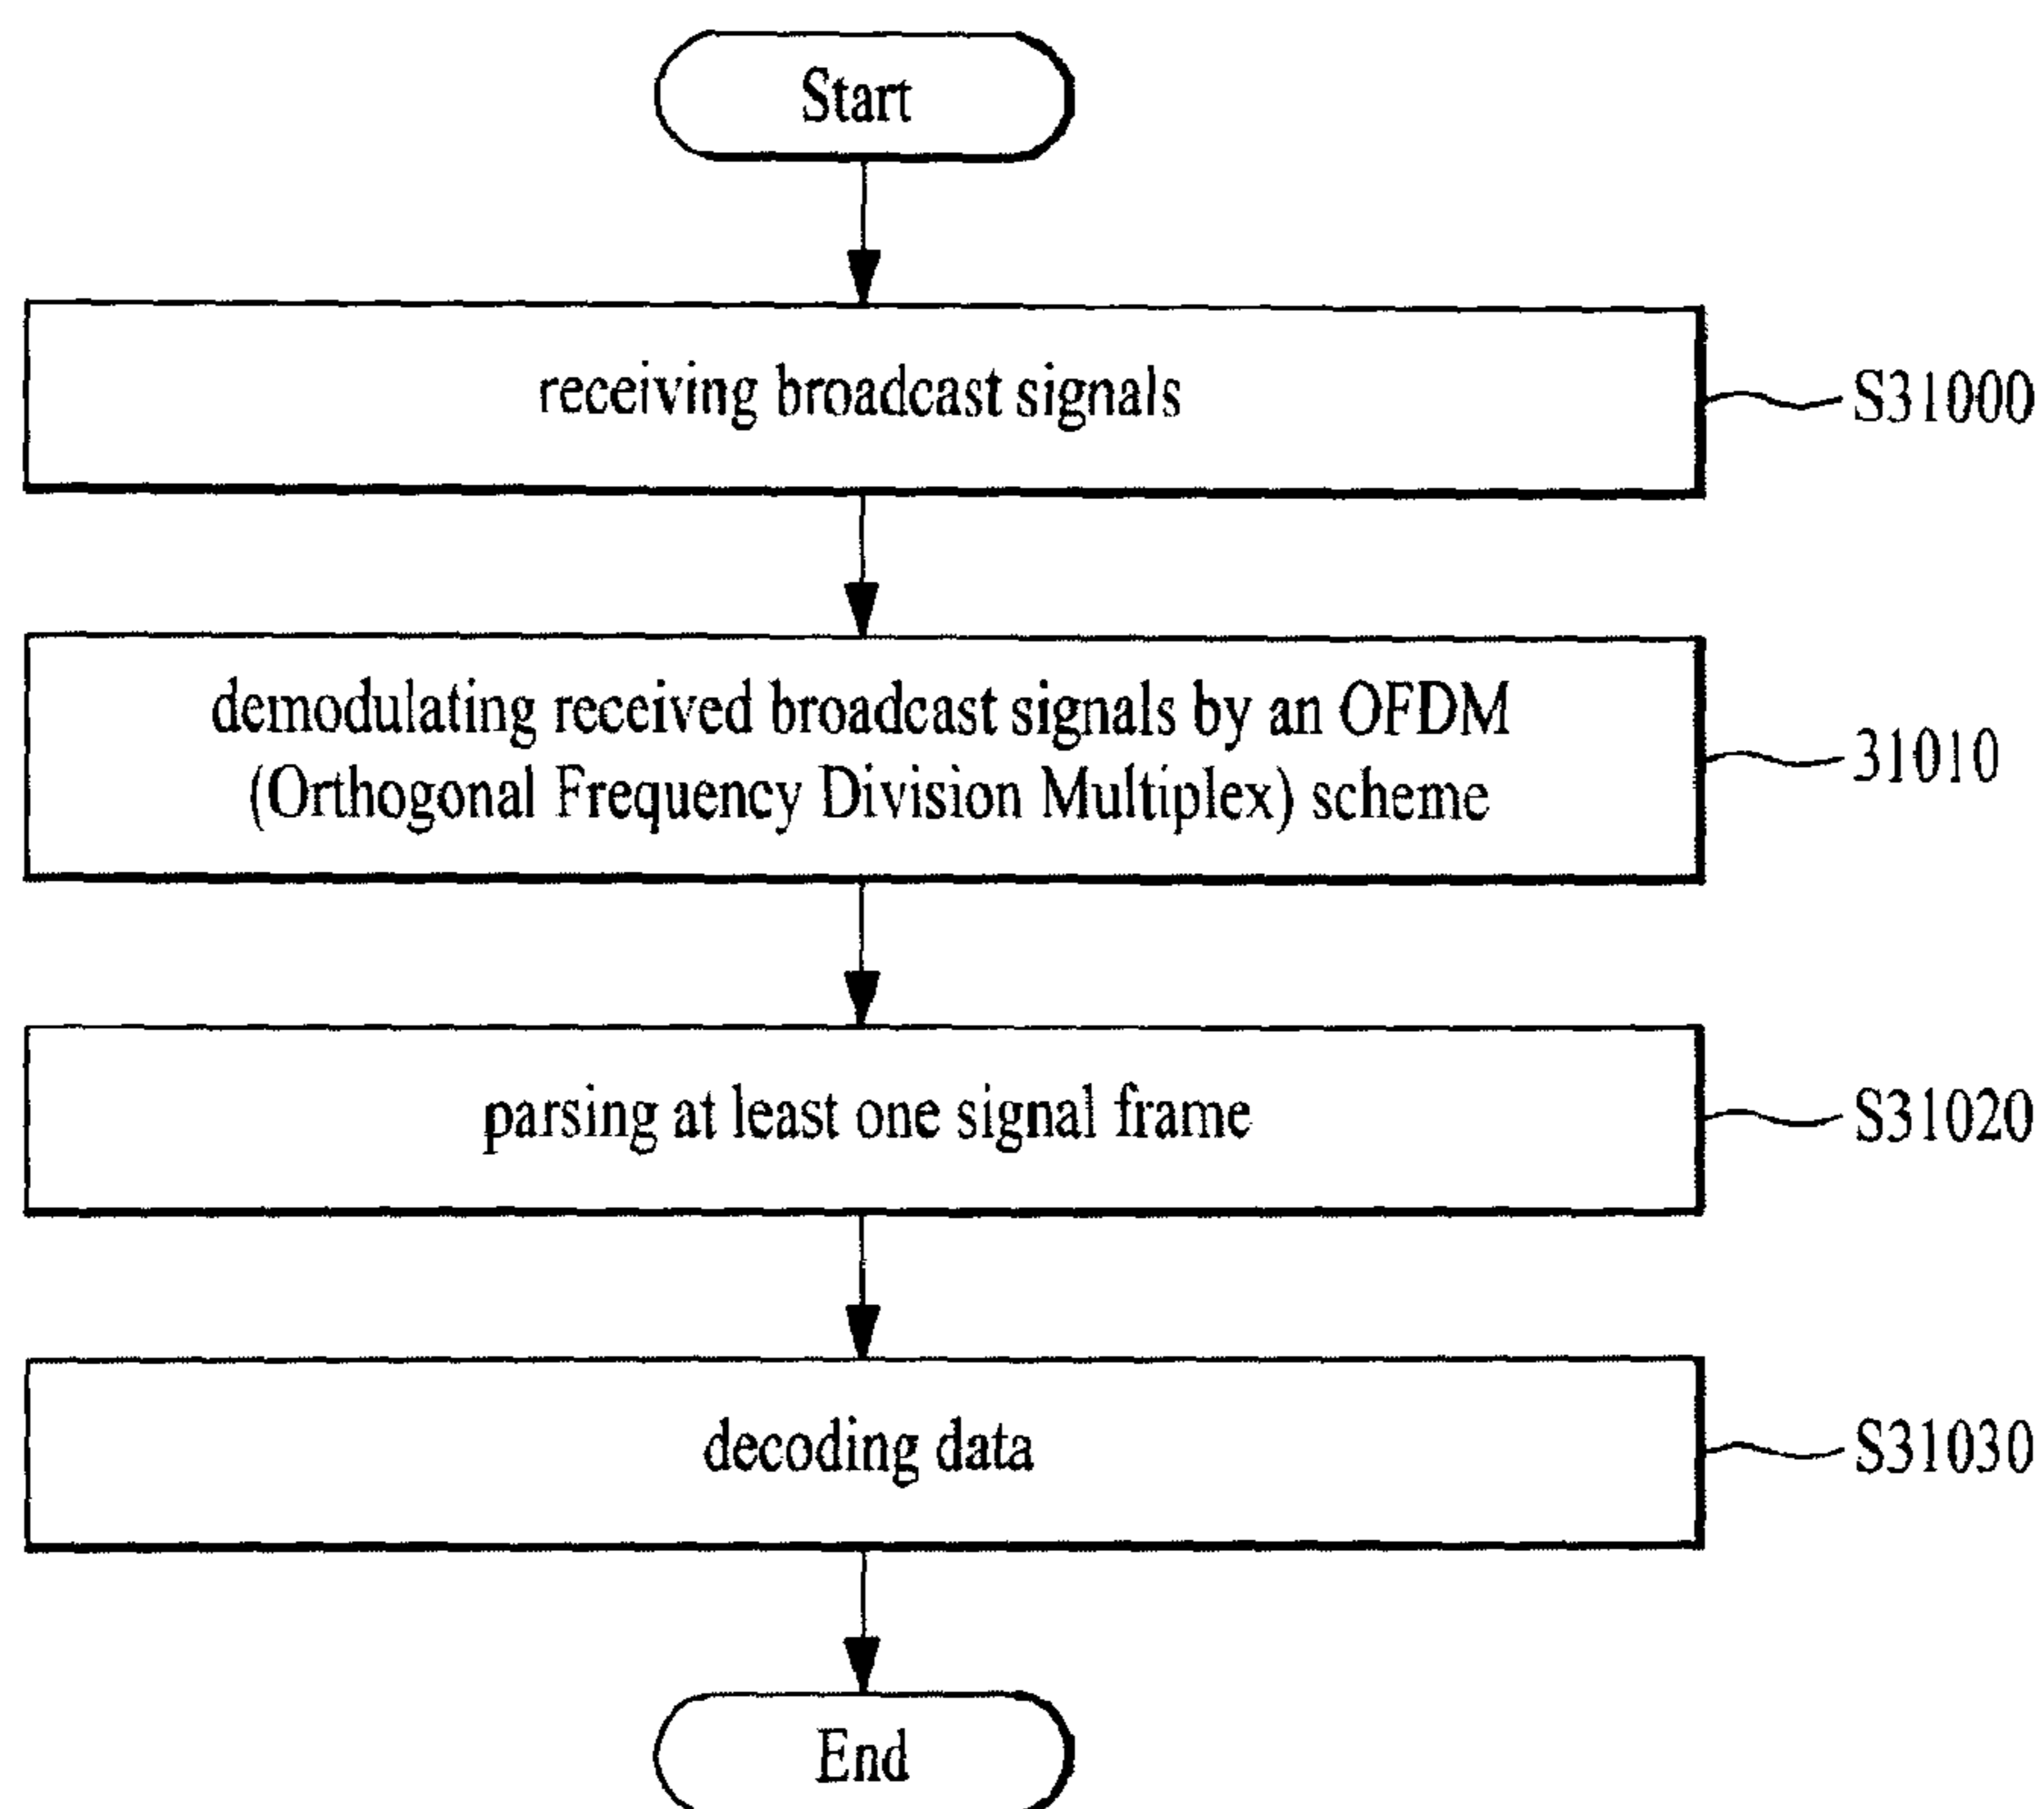 Start
receiving broadcast signals
S31000
demodulating received broadcast signals by an OFDM
(Orthogonal Frequency Division Multiplex) scheme
31010
parsing at least one signal frame
S31020
decoding data
S31030
End